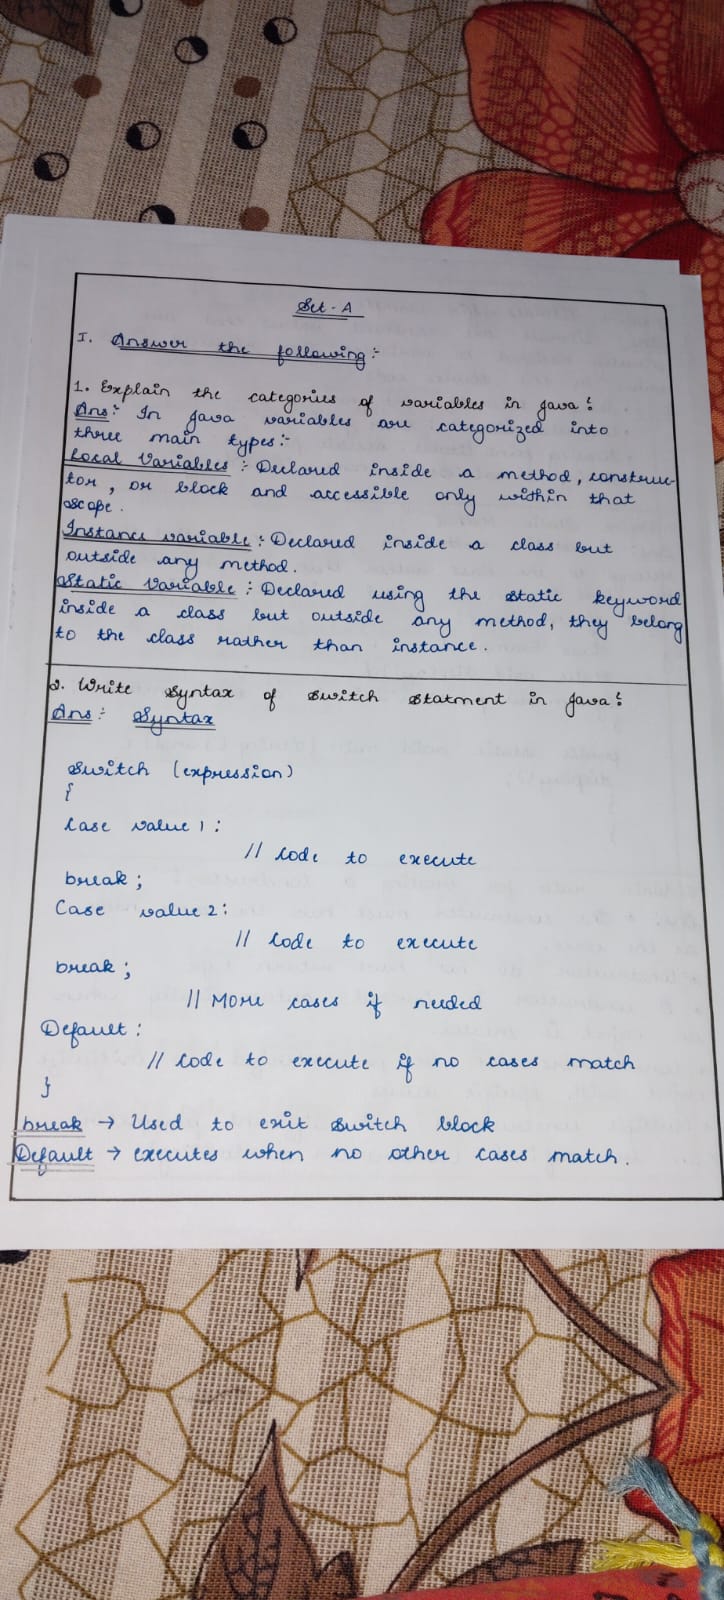 Set - A
I. Answer the following :-
1. Explain the categories of variables in Java?
Ans :- In Java variables are categorized into
three main types:-
Local Variables :- Declared inside a method, construc-
tor, or block and accessible only within that
scope.
Instance variable : Declared inside a class but
outside any method.
Static Variable : Declared using the static keyword
inside a class but outside any method, they belong
to the class rather than instance.
2. Write Syntax of Switch Statment in Java?
Ans :- Syntax
Switch (expression)
{
Case value 1 :
// Code to execute
break ;
Case value 2 :
// Code to execute
break ;
// More cases if needed
Default :
// Code to execute if no cases match
}
break → Used to exit switch block
Default → executes when no other cases match.